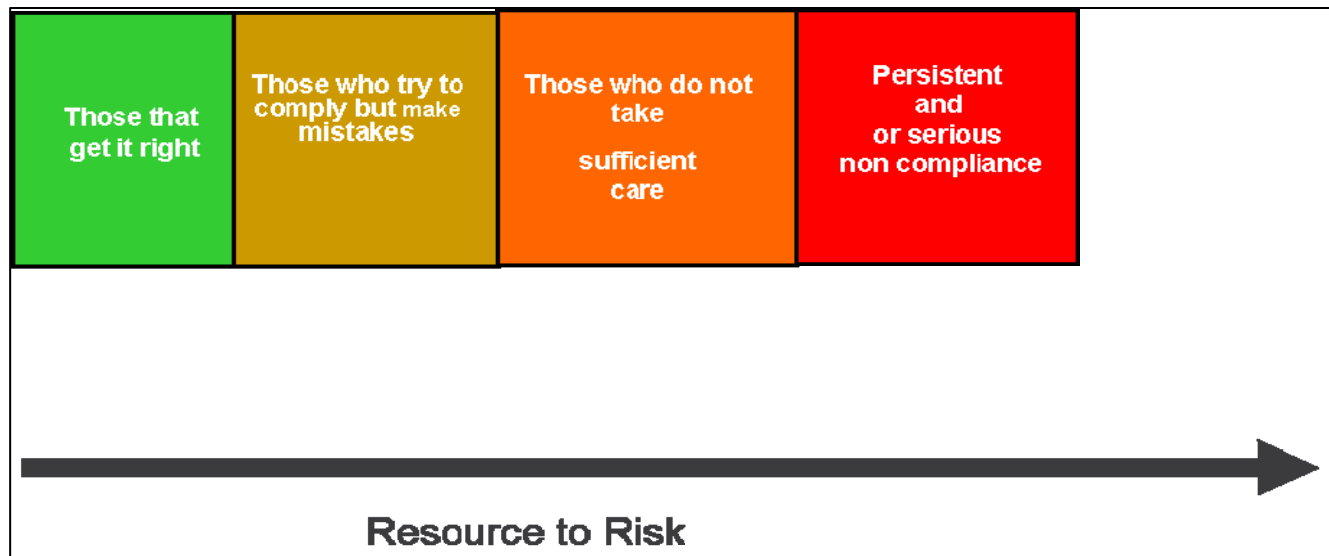 Those that
get it right
Those who try to
comply but make
mistakes
Those who do not
take
sufficient
care
Persistent
and
or serious
non compliance
Resource to Risk